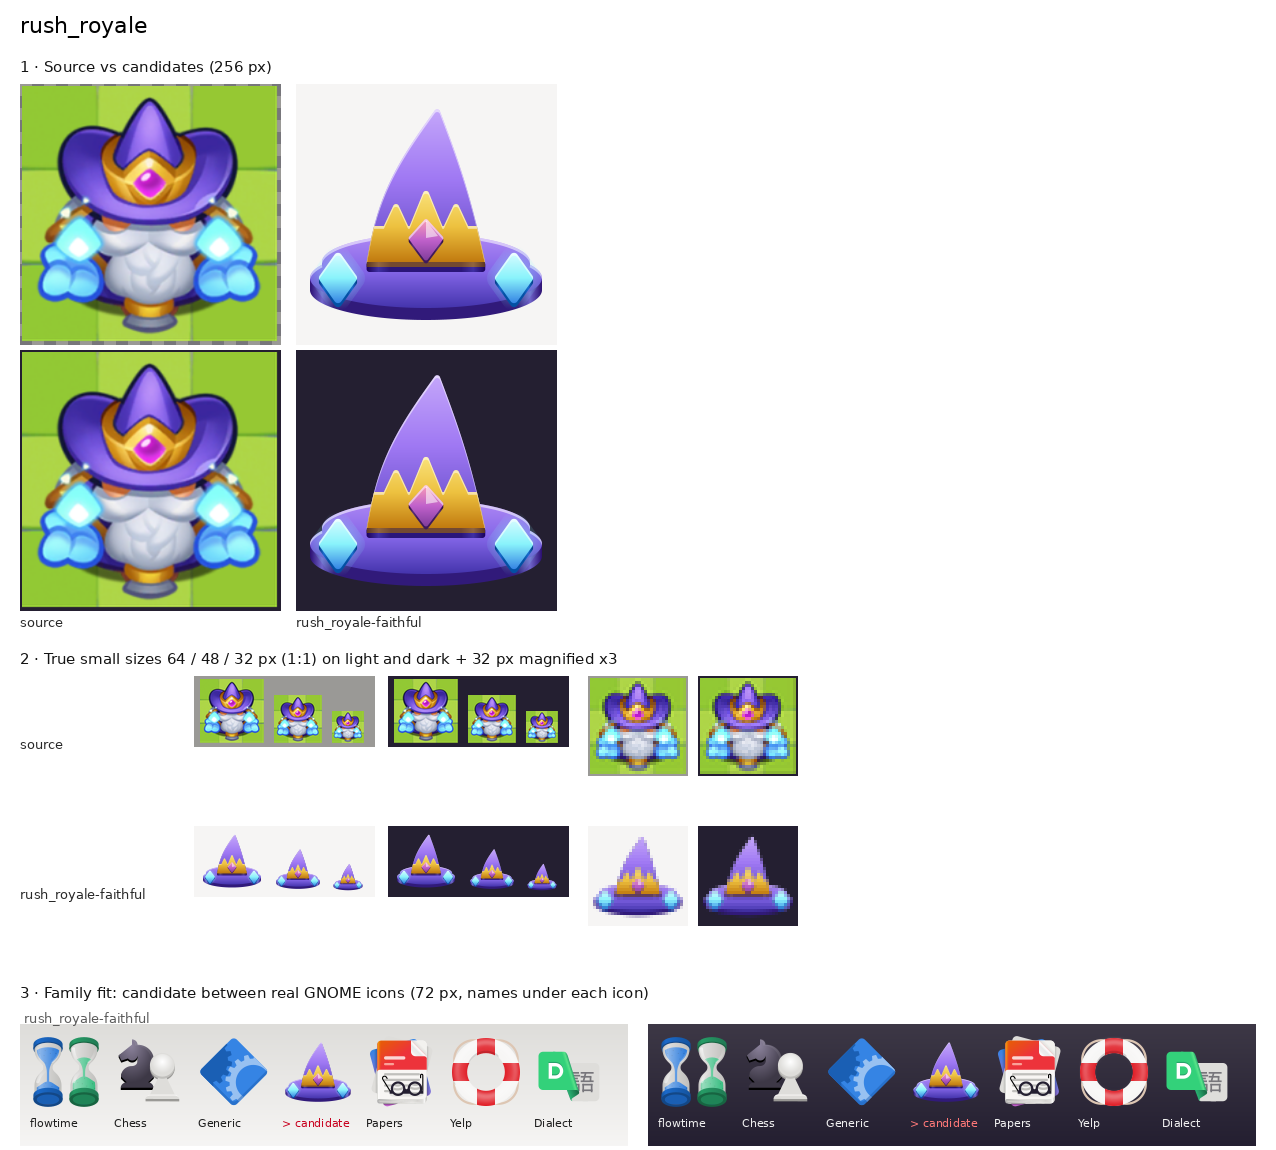 rush_royale
1 · Source vs candidates (256 px)
source
rush_royale-faithful
2 · True small sizes 64 / 48 / 32 px (1:1) on light and dark + 32 px magnified x3
source
rush_royale-faithful
3 · Family fit: candidate between real GNOME icons (72 px, names under each icon)
rush_royale-faithful
D 語
flowtime Chess Generic > candidate Papers Yelp Dialect
D 語
flowtime Chess Generic > candidate Papers Yelp Dialect